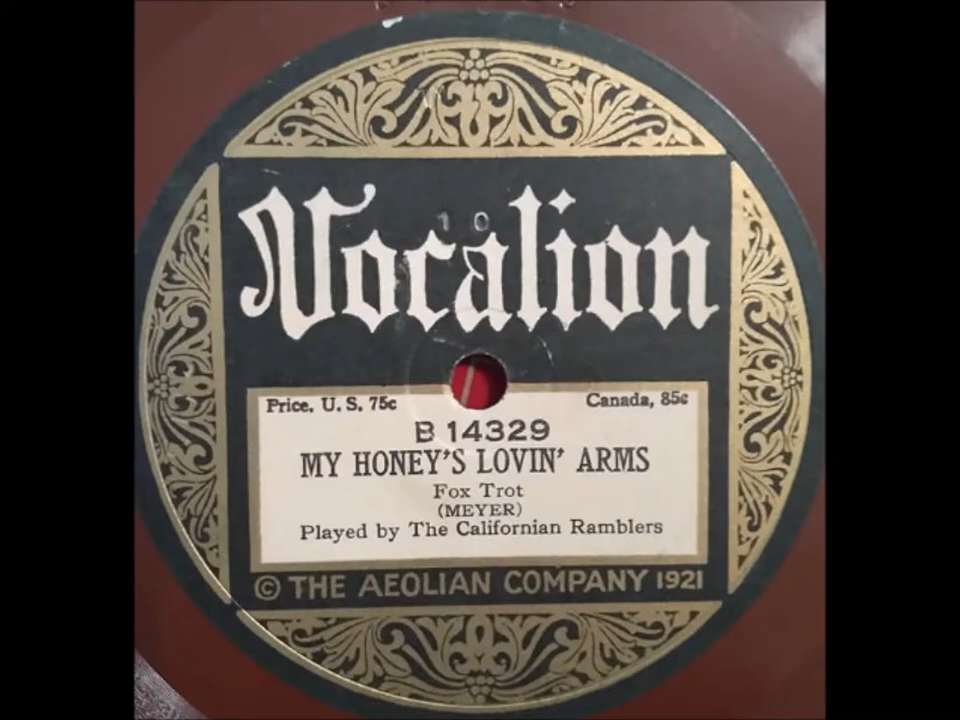 10
Vocalion
Price, U. S. 75c Canada, 85c
B 14329
MY HONEY'S LOVIN' ARMS
Fox Trot
(MEYER)
Played by The Californian Ramblers
© THE AEOLIAN COMPANY 1921